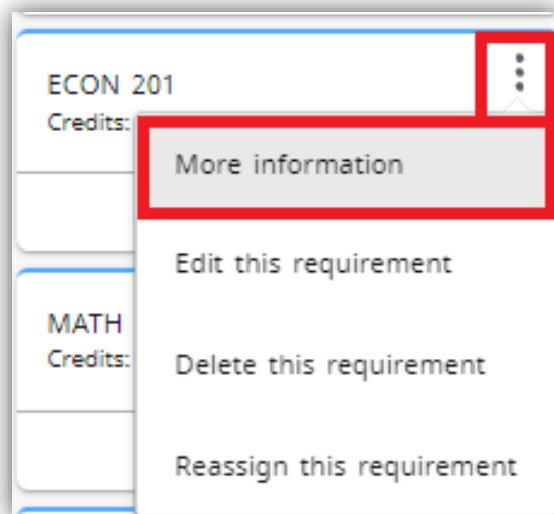 ECON 201
Credits:
More information
Edit this requirement
MATH
Credits:
Delete this requirement
Reassign this requirement